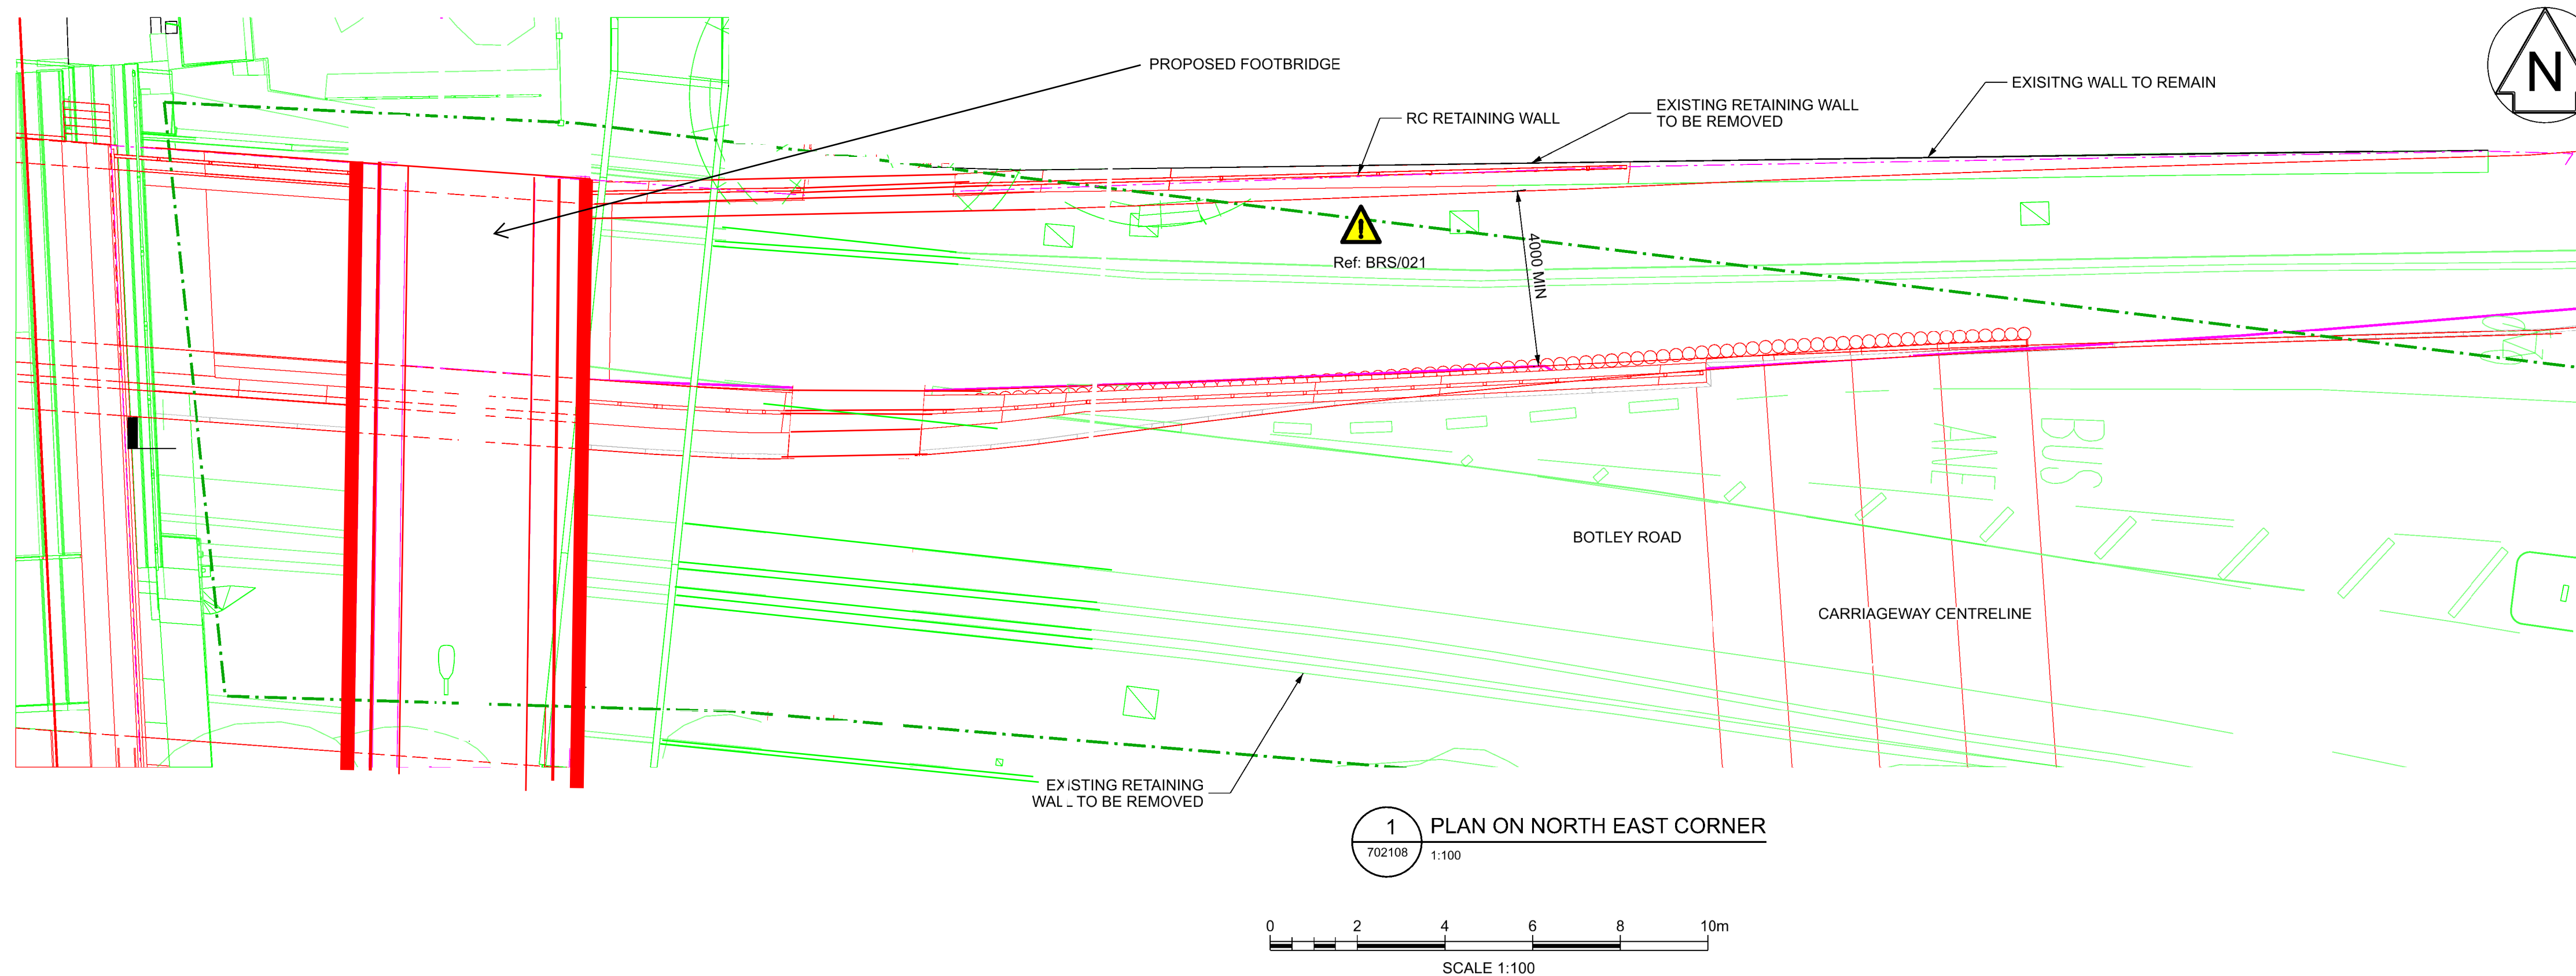 N
PROPOSED FOOTBRIDGE
EXISITNG WALL TO REMAIN
EXISTING RETAINING WALL
TO BE REMOVED
RC RETAINING WALL
4000 MIN
Ref: BRS/021
BUS
LANE
BOTLEY ROAD
CARRIAGEWAY CENTRELINE
EXISTING RETAINING
WALL TO BE REMOVED
1
702108
PLAN ON NORTH EAST CORNER
1:100
0 2 4 6 8 10m
SCALE 1:100